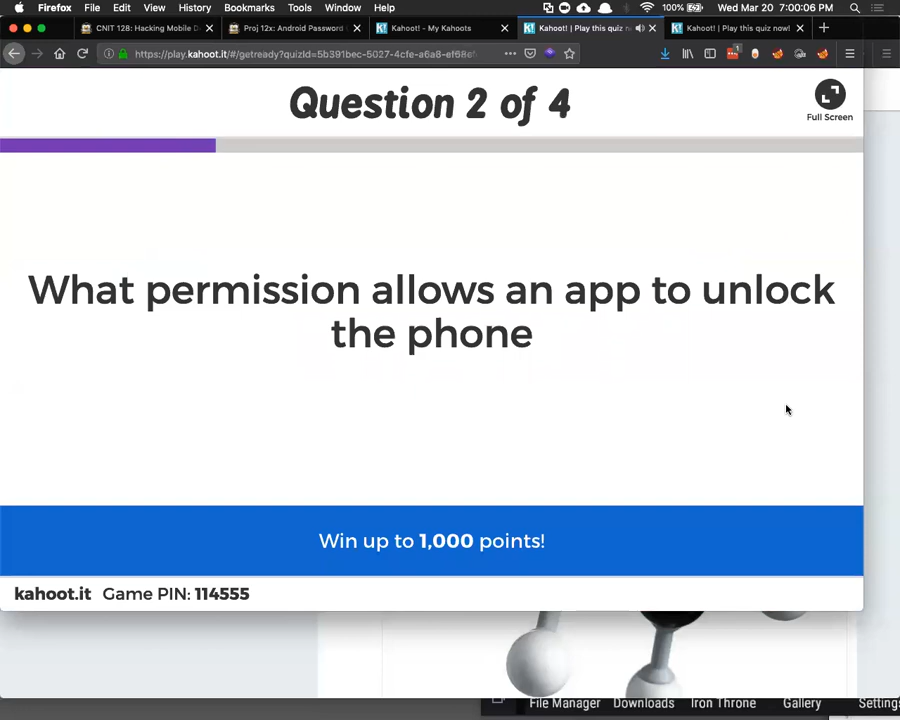 Firefox File Edit View History Bookmarks Tools Window Help 100% Wed Mar 20 7:00:06 PM
CNIT 128: Hacking Mobile D Proj 12x: Android Password Kahoot! - My Kahoots Kahoot! | Play this quiz n Kahoot! | Play this quiz now!
https://play.kahoot.it/#/getready?quizId=5b391bec-5027-4cfe-a6a8-ef68e 1
Question 2 of 4
Full Screen
What permission allows an app to unlock
the phone
Win up to 1,000 points!
kahoot.it Game PIN: 114555
File Manager Downloads Iron Throne Gallery Settings